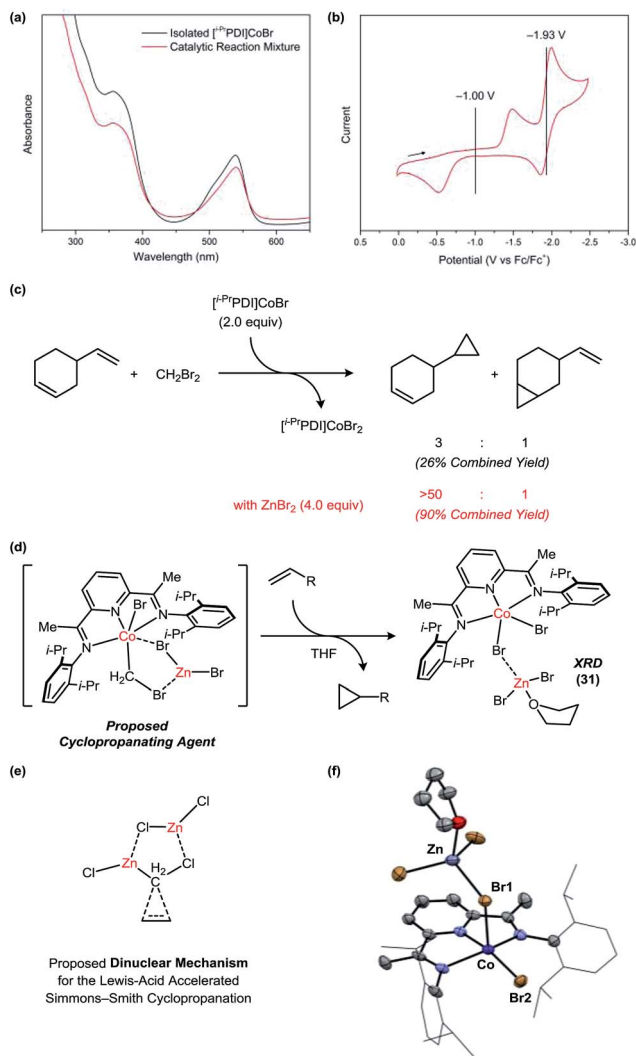 (a)
Isolated [i-PrPDI]CoBr
Catalytic Reaction Mixture
Absorbance
300
400
500
600
Wavelength (nm)
(b)
–1.93 V
–1.00 V
Current
0.0
-0.5
-1.0
-1.5
-2.0
-2.5
-3.0
Potential (V vs Fc/Fc+)
(c)
[i-PrPDI]CoBr
(2.0 equiv)
+
CH2Br2
+
[i-PrPDI]CoBr2
3 : 1
(26% Combined Yield)
with ZnBr2 (4.0 equiv)
>50 : 1
(90% Combined Yield)
(d)
Me
Br
i-Pr
N
N
Me
N
Co
i-Pr
Br
i-Pr
H2C
Zn
Br
Br
i-Pr
Proposed
Cyclopropanating Agent
R
THF
R
Me
i-Pr
N
N
Me
N
Co
Br
i-Pr
i-Pr
Br
i-Pr
Br
Zn
Br
O
XRD
(31)
(e)
Cl
Cl
Zn
Zn
Cl
Cl
H2
C
Proposed Dinuclear Mechanism
for the Lewis-Acid Accelerated
Simmons–Smith Cyclopropanation
(f)
Zn
Br1
Co
Br2